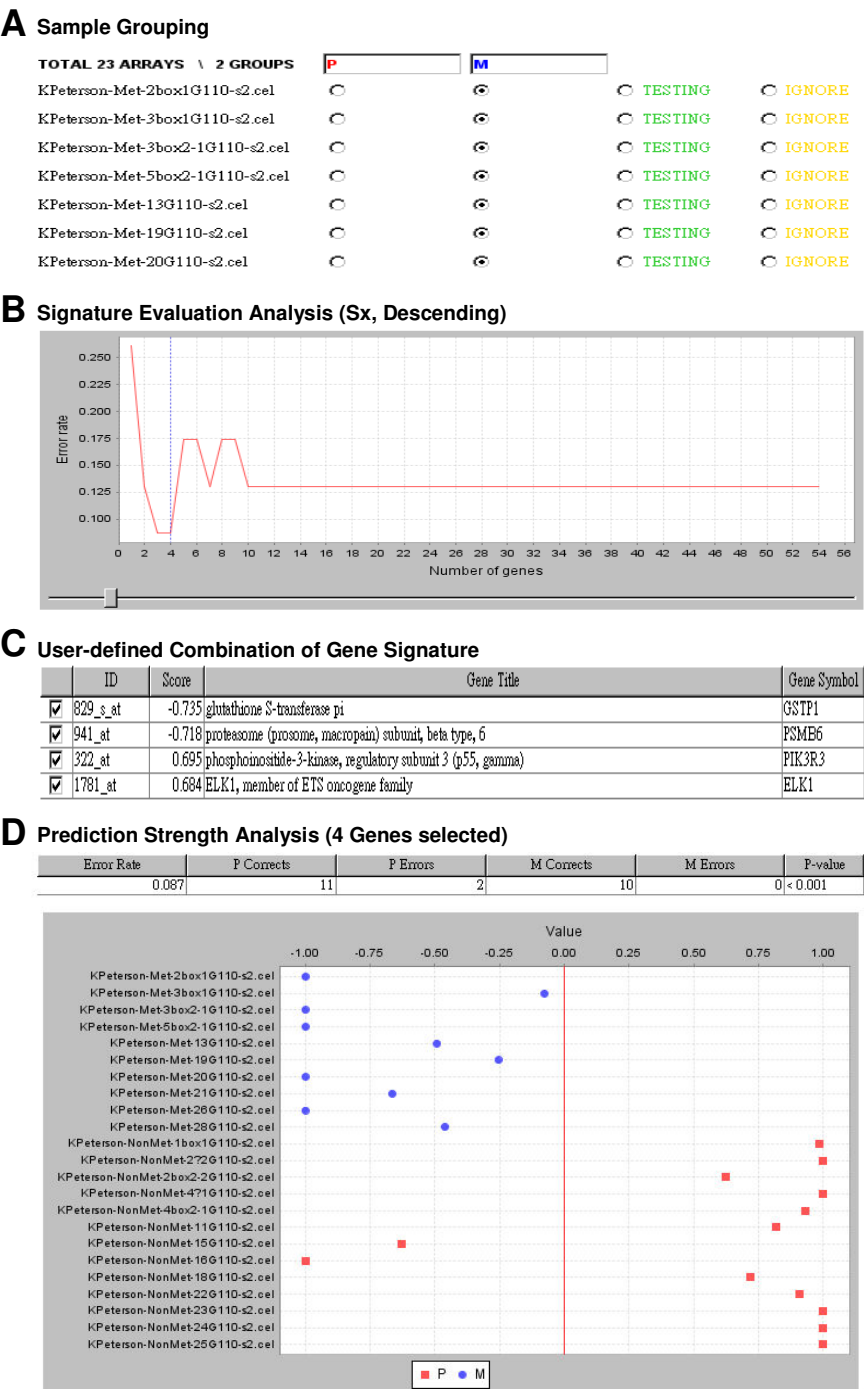 A Sample Grouping
TOTAL 23 ARRAYS \ 2 GROUPS P M
KPeterson-Met-2box1G110-s2.cel TESTING IGNORE
KPeterson-Met-3box1G110-s2.cel TESTING IGNORE
KPeterson-Met-3box2-1G110-s2.cel TESTING IGNORE
KPeterson-Met-5box2-1G110-s2.cel TESTING IGNORE
KPeterson-Met-13G110-s2.cel TESTING IGNORE
KPeterson-Met-19G110-s2.cel TESTING IGNORE
KPeterson-Met-20G110-s2.cel TESTING IGNORE
B Signature Evaluation Analysis (Sx, Descending)
0.250
0.225
0.200
0.175
0.150
0.125
0.100
Error rate
0 2 4 6 8 10 12 14 16 18 20 22 24 26 28 30 32 34 36 38 40 42 44 46 48 50 52 54 56
Number of genes
C User-defined Combination of Gene Signature
ID Score Gene Title Gene Symbol
829_s_at -0.735 glutathione S-transferase pi GSTP1
941_at -0.718 proteasome (prosome, macropain) subunit, beta type, 6 PSMB6
322_at 0.695 phosphoinositide-3-kinase, regulatory subunit 3 (p55, gamma) PIK3R3
1781_at 0.684 ELK1, member of ETS oncogene family ELK1
D Prediction Strength Analysis (4 Genes selected)
Error Rate P Corrects P Errors M Corrects M Errors P-value
0.087 11 2 10 0 < 0.001
Value
-1.00 -0.75 -0.50 -0.25 0.00 0.25 0.50 0.75 1.00
KPeterson-Met-2box1G110-s2.cel
KPeterson-Met-3box1G110-s2.cel
KPeterson-Met-3box2-1G110-s2.cel
KPeterson-Met-5box2-1G110-s2.cel
KPeterson-Met-13G110-s2.cel
KPeterson-Met-19G110-s2.cel
KPeterson-Met-20G110-s2.cel
KPeterson-Met-21G110-s2.cel
KPeterson-Met-26G110-s2.cel
KPeterson-Met-28G110-s2.cel
KPeterson-NonMet-1box1G110-s2.cel
KPeterson-NonMet-2?2G110-s2.cel
KPeterson-NonMet-2box2-2G110-s2.cel
KPeterson-NonMet-4?1G110-s2.cel
KPeterson-NonMet-4box2-1G110-s2.cel
KPeterson-NonMet-11G110-s2.cel
KPeterson-NonMet-15G110-s2.cel
KPeterson-NonMet-16G110-s2.cel
KPeterson-NonMet-18G110-s2.cel
KPeterson-NonMet-22G110-s2.cel
KPeterson-NonMet-23G110-s2.cel
KPeterson-NonMet-24G110-s2.cel
KPeterson-NonMet-25G110-s2.cel
P M